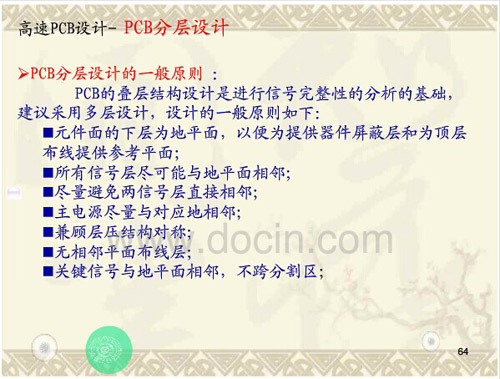 高速PCB设计- PCB分层设计
➢PCB分层设计的一般原则 ：
PCB的叠层结构设计是进行信号完整性的分析的基础，
建议采用多层设计，设计的一般原则如下：
■元件面的下层为地平面，以便为提供器件屏蔽层和为顶层
布线提供参考平面；
■所有信号层尽可能与地平面相邻；
■尽量避免两信号层直接相邻；
■主电源尽量与对应地相邻；
■兼顾层压结构对称；
www.docin.com
■无相邻平面布线层；
■关键信号与地平面相邻，不跨分割区；
64